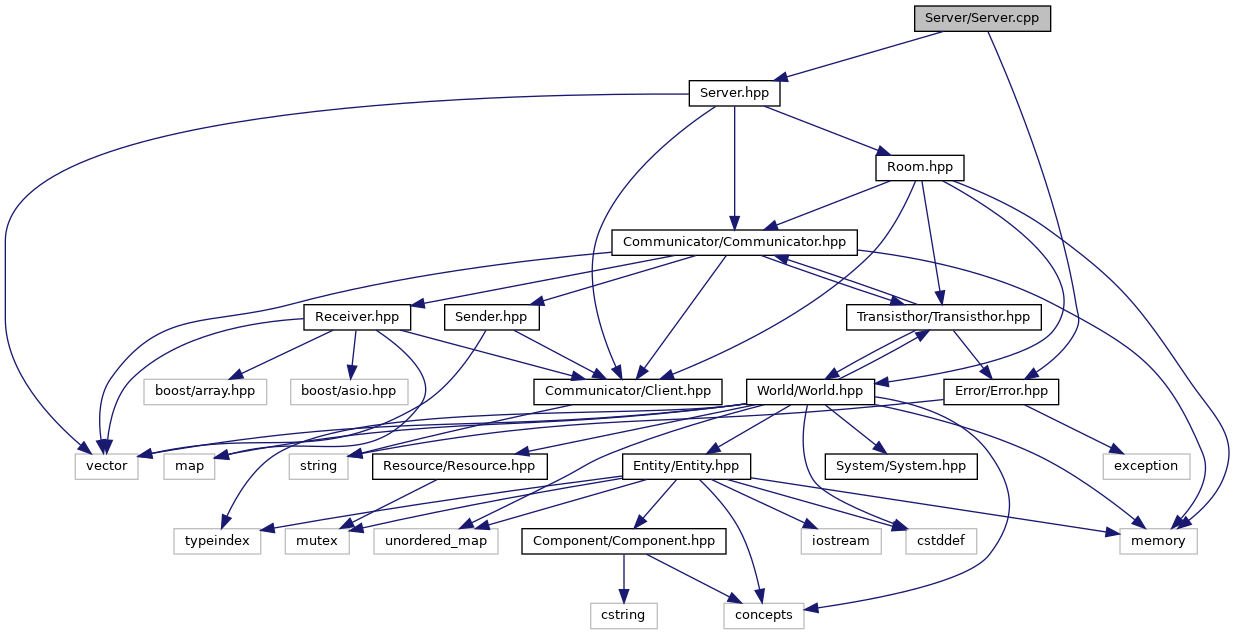 Server/Server.cpp
Server.hpp
Room.hpp
Communicator/Communicator.hpp
Receiver.hpp
Sender.hpp
Transisthor/Transisthor.hpp
boost/array.hpp
boost/asio.hpp
Communicator/Client.hpp
World/World.hpp
Error/Error.hpp
vector
map
string
Resource/Resource.hpp
Entity/Entity.hpp
System/System.hpp
exception
typeindex
mutex
unordered_map
Component/Component.hpp
iostream
cstddef
memory
cstring
concepts